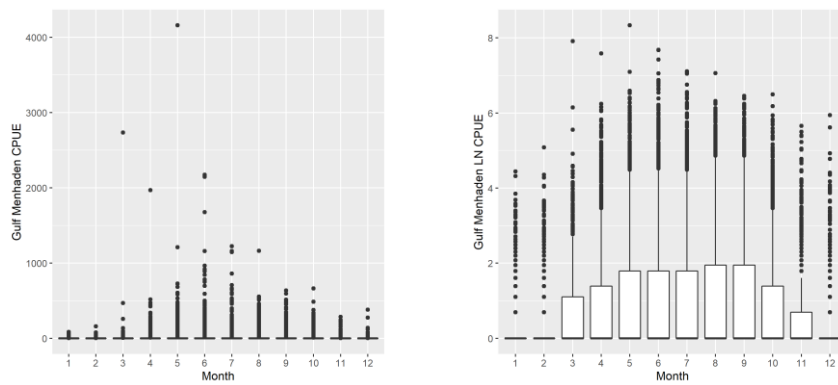 Gulf Menhaden CPUE
4000
3000
2000
1000
0
1 2 3 4 5 6 7 8 9 10 11 12
Month
Gulf Menhaden LN CPUE
8
6
4
2
0
1 2 3 4 5 6 7 8 9 10 11 12
Month